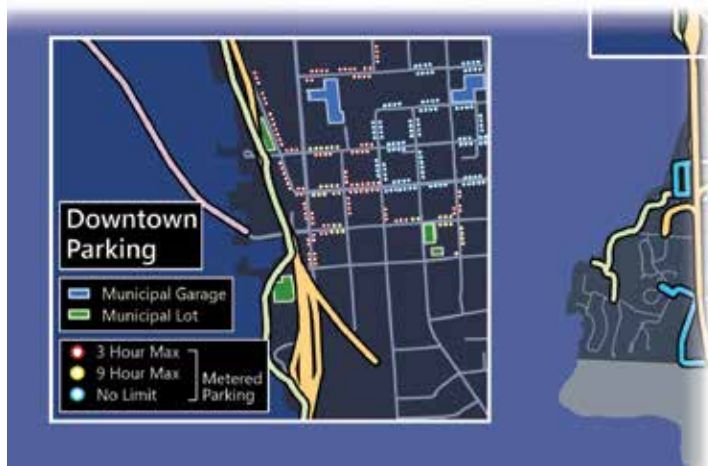 Downtown
Parking
Municipal Garage
Municipal Lot
3 Hour Max
9 Hour Max
No Limit
Metered
Parking